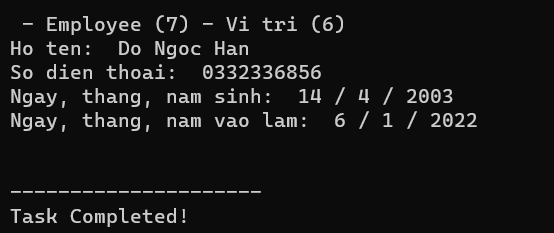 - Employee (7) - Vi tri (6)
Ho ten:  Do Ngoc Han
So dien thoai:  0332336856
Ngay, thang, nam sinh:  14 / 4 / 2003
Ngay, thang, nam vao lam:  6 / 1 / 2022
---------------------
Task Completed!